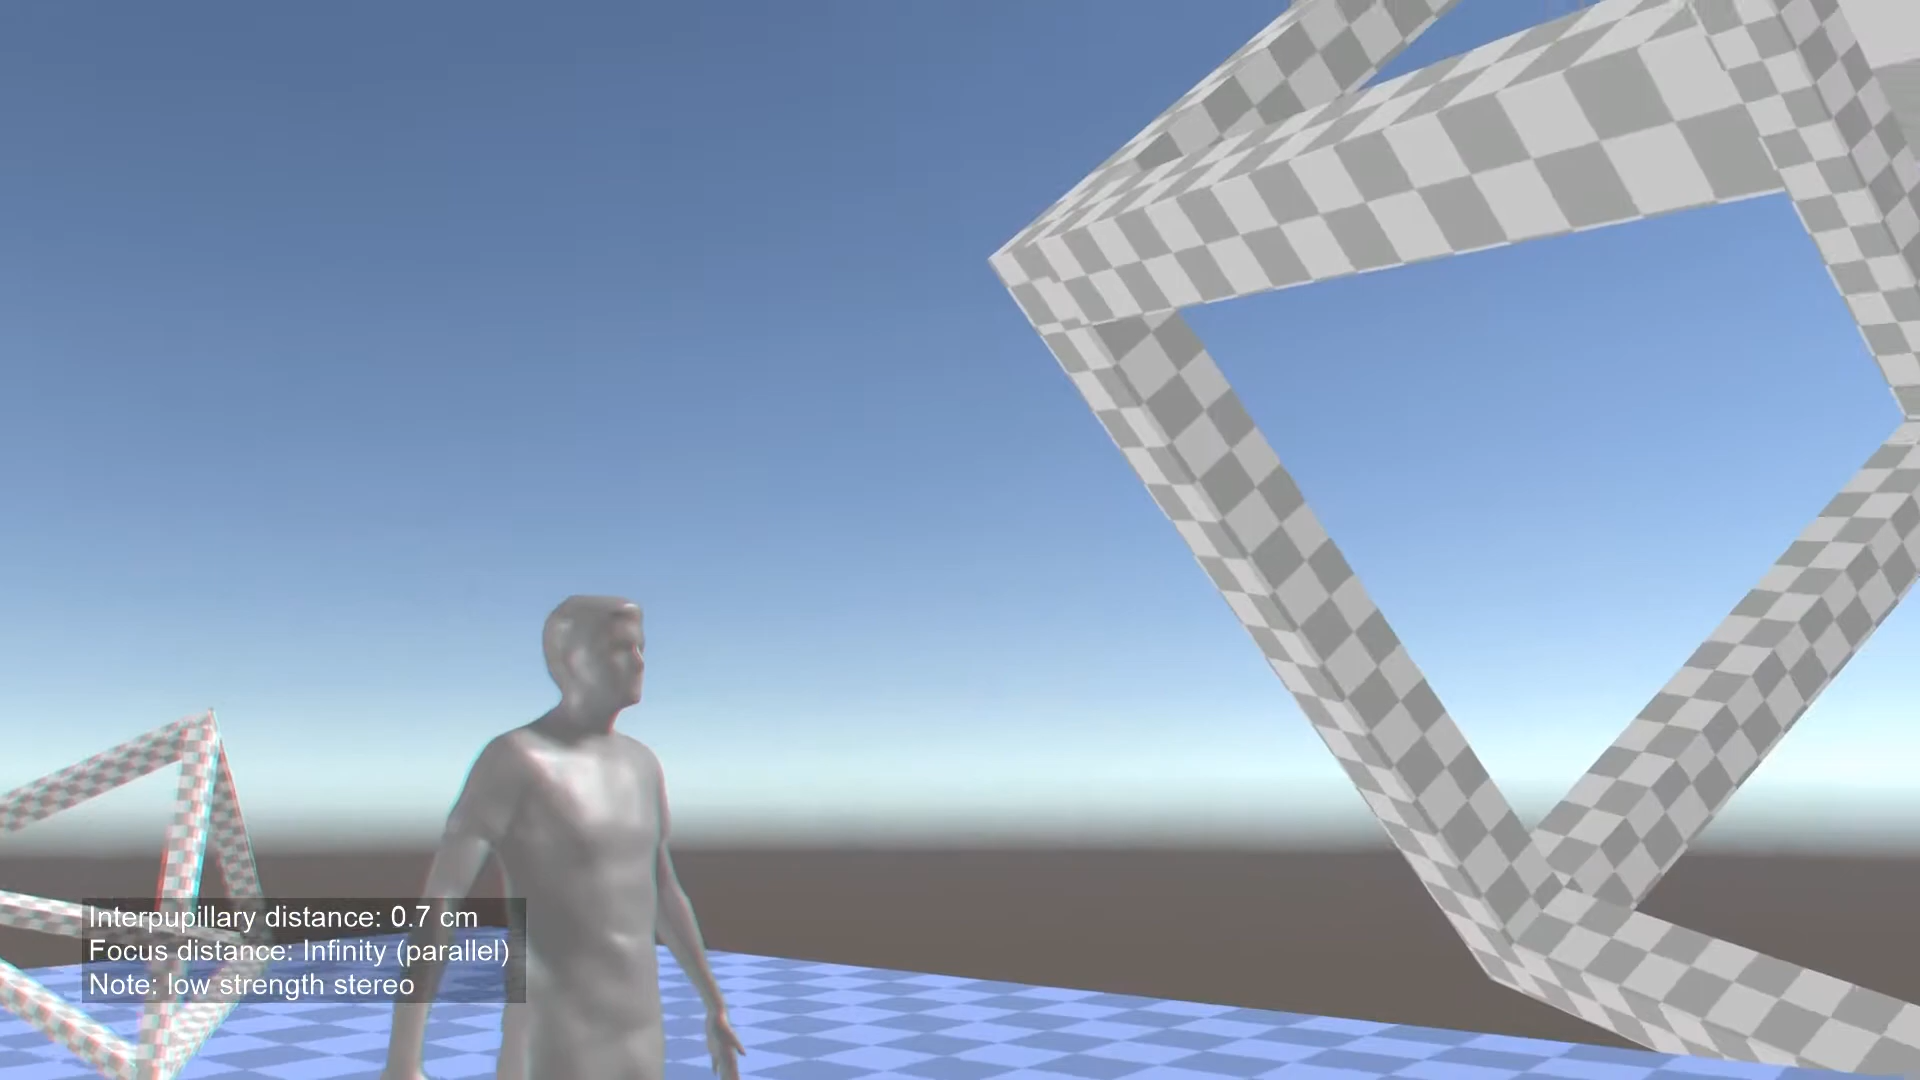 Interpupillary distance: 0.7 cm
Focus distance: Infinity (parallel)
Note: low strength stereo